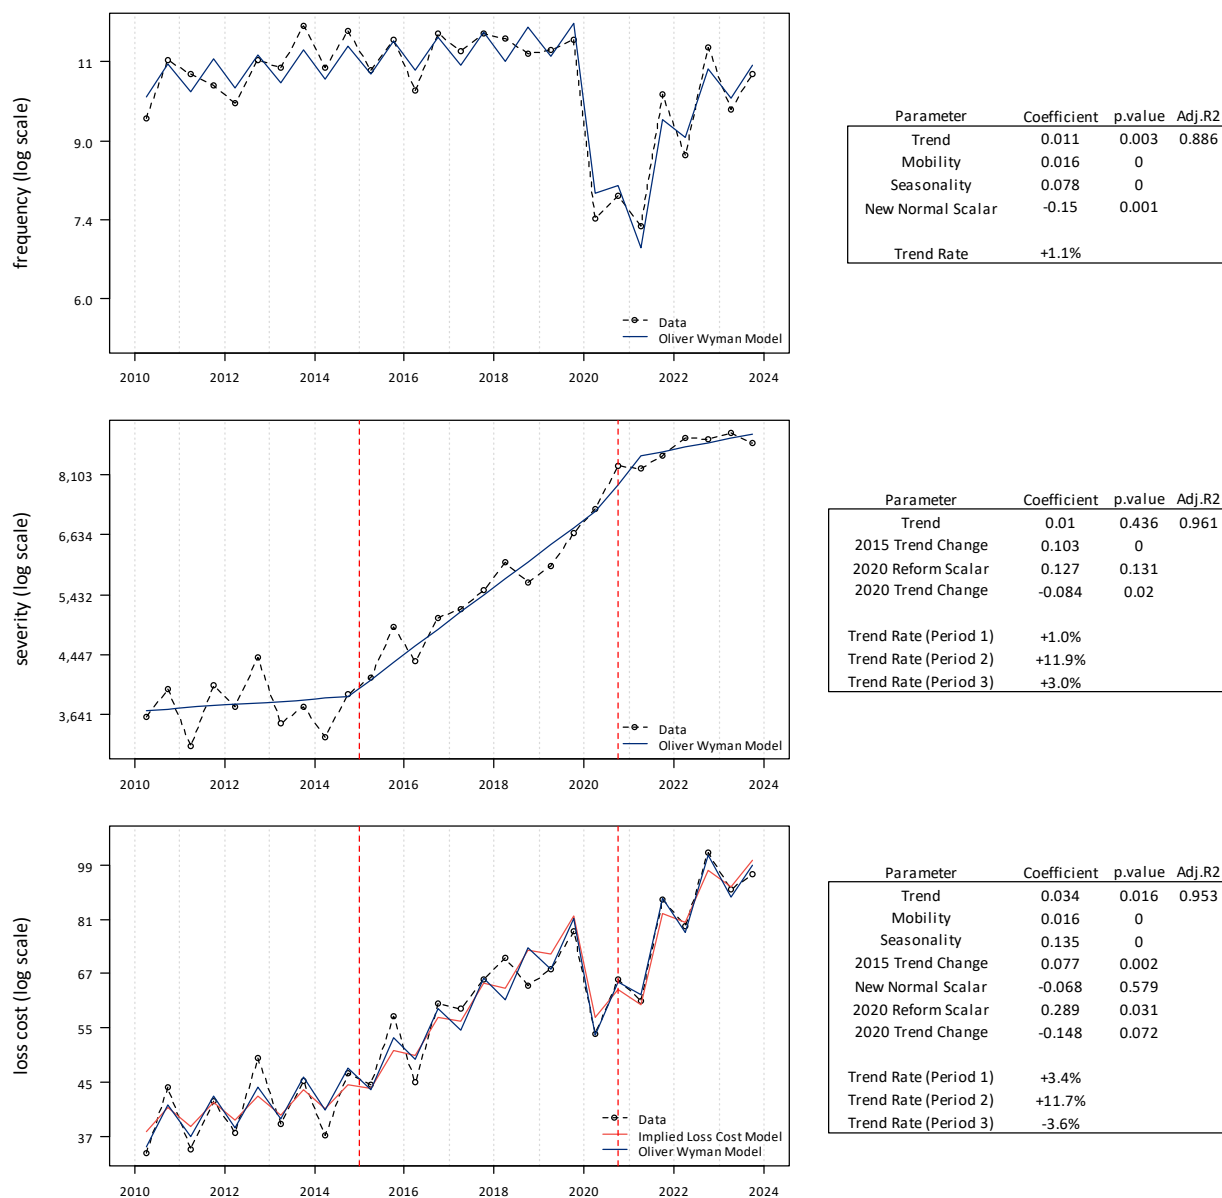 frequency (log scale)
11
9.0
7.4
6.0
Data
Oliver Wyman Model
2010 2012 2014 2016 2018 2020 2022 2024
Parameter Coefficient p.value Adj.R2
Trend 0.011 0.003 0.886
Mobility 0.016 0
Seasonality 0.078 0
New Normal Scalar -0.15 0.001
Trend Rate +1.1%
severity (log scale)
8,103
6,634
5,432
4,447
3,641
Data
Oliver Wyman Model
2010 2012 2014 2016 2018 2020 2022 2024
Parameter Coefficient p.value Adj.R2
Trend 0.01 0.436 0.961
2015 Trend Change 0.103 0
2020 Reform Scalar 0.127 0.131
2020 Trend Change -0.084 0.02
Trend Rate (Period 1) +1.0%
Trend Rate (Period 2) +11.9%
Trend Rate (Period 3) +3.0%
loss cost (log scale)
99
81
67
55
45
37
Data
Implied Loss Cost Model
Oliver Wyman Model
2010 2012 2014 2016 2018 2020 2022 2024
Parameter Coefficient p.value Adj.R2
Trend 0.034 0.016 0.953
Mobility 0.016 0
Seasonality 0.135 0
2015 Trend Change 0.077 0.002
New Normal Scalar -0.068 0.579
2020 Reform Scalar 0.289 0.031
2020 Trend Change -0.148 0.072
Trend Rate (Period 1) +3.4%
Trend Rate (Period 2) +11.7%
Trend Rate (Period 3) -3.6%